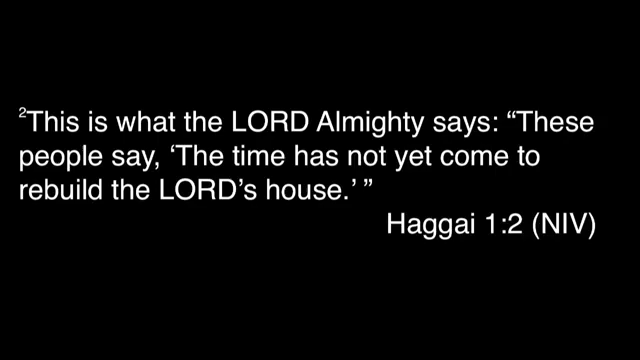 ²This is what the LORD Almighty says: “These
people say, ‘The time has not yet come to
rebuild the LORD’s house.’ ”
Haggai 1:2 (NIV)